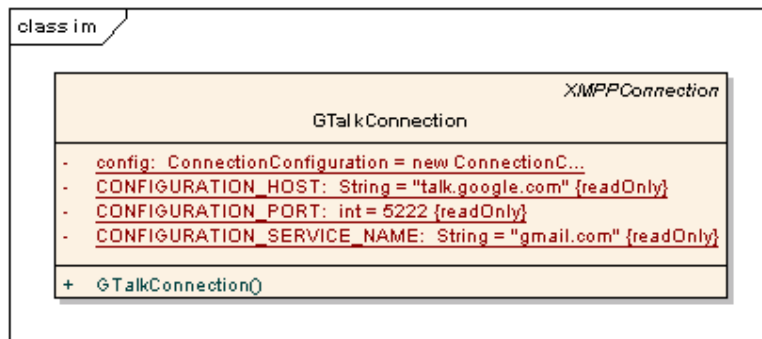 class im
XMPPConnection
GTalkConnection
- config: ConnectionConfiguration = new ConnectionC...
- CONFIGURATION_HOST: String = "talk.google.com" {readOnly}
- CONFIGURATION_PORT: int = 5222 {readOnly}
- CONFIGURATION_SERVICE_NAME: String = "gmail.com" {readOnly}
+ GTalkConnection()